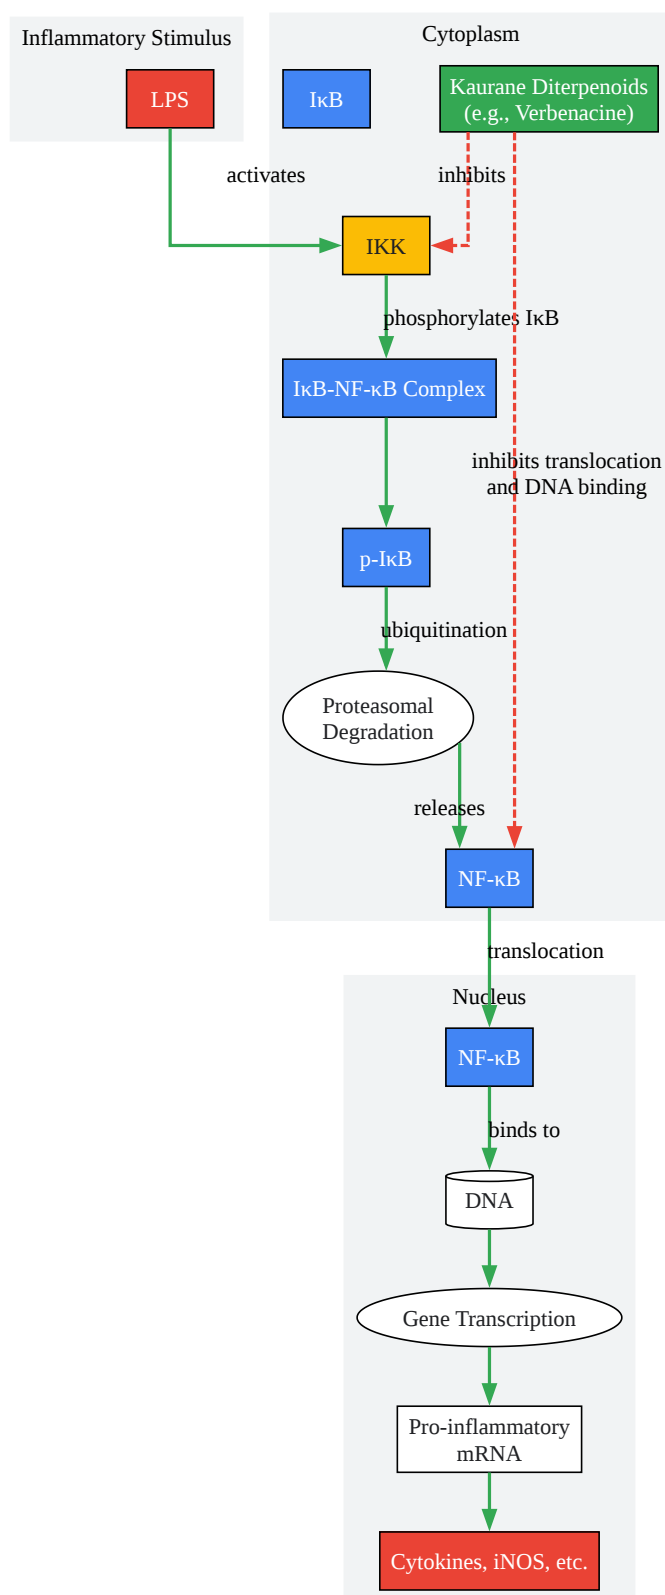 Inflammatory Stimulus
Cytoplasm
LPS
IκB
Kaurane Diterpenoids
(e.g., Verbenacine)
activates
inhibits
IKK
phosphorylates IκB
IκB-NF-κB Complex
inhibits translocation
and DNA binding
p-IκB
ubiquitination
Proteasomal
Degradation
releases
NF-κB
translocation
Nucleus
NF-κB
binds to
DNA
Gene Transcription
Pro-inflammatory
mRNA
Cytokines, iNOS, etc.